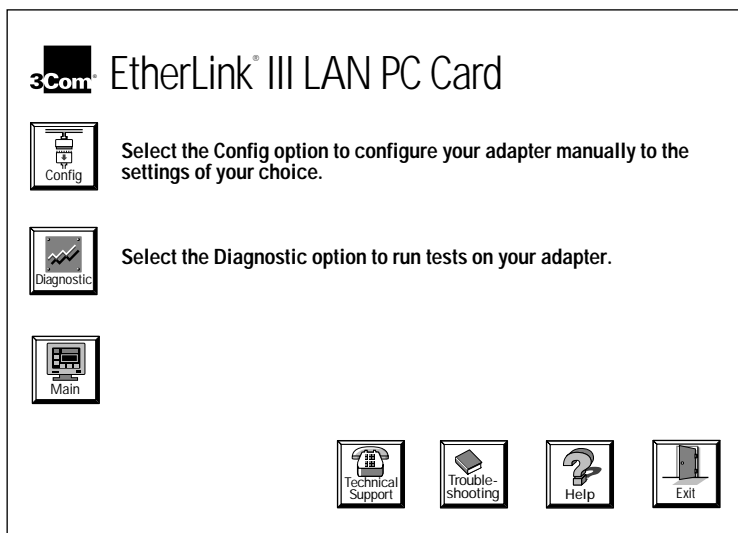 3Com® EtherLink® III LAN PC Card
Config
Select the Config option to configure your adapter manually to the
settings of your choice.
Diagnostic
Select the Diagnostic option to run tests on your adapter.
Main
Technical
Support
Trouble-
shooting
Help
Exit